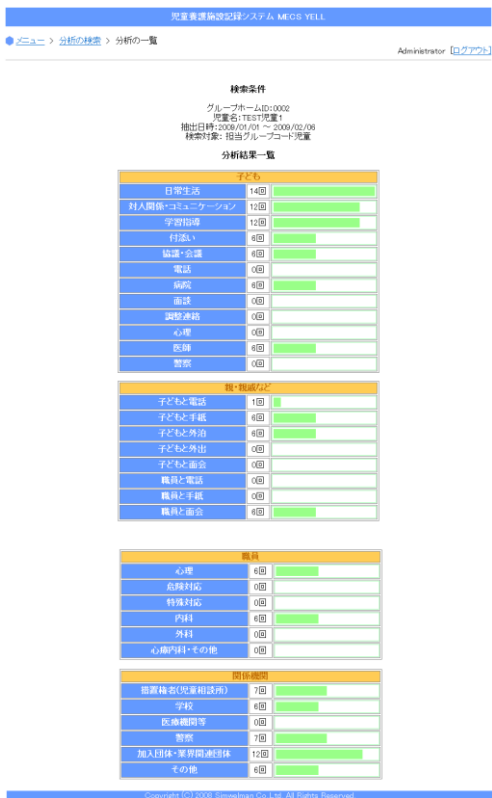 児童養護施設記録システム MECS YELL
メニュー > 分析の検索 > 分析の一覧
Administrator [ログアウト]
検索条件
グループホームID:0002
児童名:TEST児童1
抽出日時:2009/01/01 ～ 2009/02/06
検索対象: 担当グループコード児童
分析結果一覧
子ども
日常生活 14回
対人関係・コミュニケーション 12回
学習指導 12回
付添い 6回
協議・会議 6回
電話 0回
病院 6回
面談 0回
調整連絡 0回
心理 0回
医師 6回
警察 0回
親・親戚など
子どもと電話 1回
子どもと手紙 6回
子どもと外泊 6回
子どもと外出 0回
子どもと面会 0回
職員と電話 0回
職員と手紙 0回
職員と面会 6回
職員
心理 6回
危険対応 0回
特殊対応 0回
内科 6回
外科 0回
心療内科・その他 0回
関係機関
措置権者(児童相談所) 7回
学校 6回
医療機関等 0回
警察 7回
加入団体・業界関連団体 12回
その他 6回
Copyright (C) 2008 Sinwelman Co.,Ltd. All Rights Reserved.